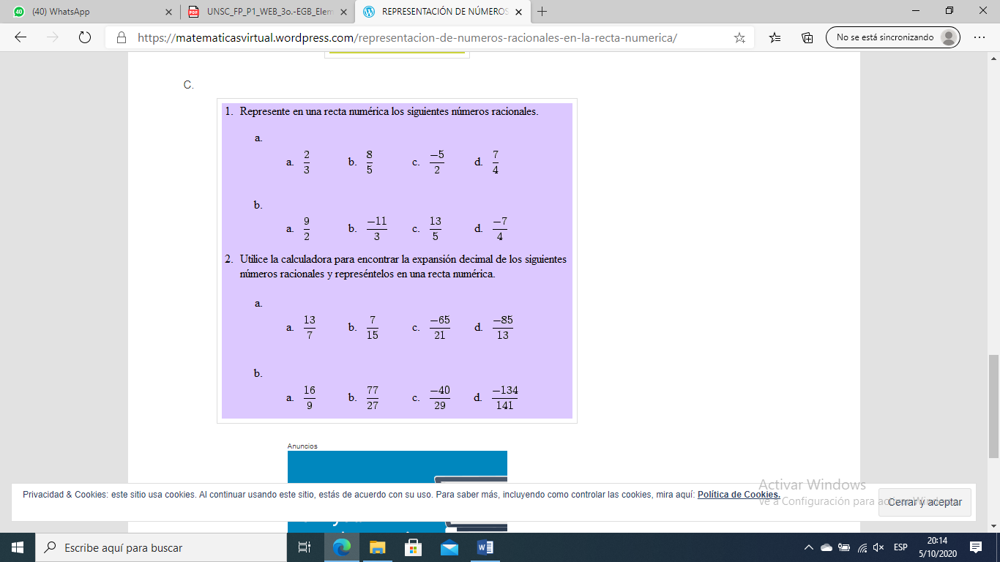 (40) WhatsApp
UNSC_FP_P1_WEB_3o.-EGB_Elem
REPRESENTACIÓN DE NÚMEROS
https://matematicasvirtual.wordpress.com/representacion-de-numeros-racionales-en-la-recta-numerica/
No se está sincronizando
C.
1. Represente en una recta numérica los siguientes números racionales.
a.
a. 2/3 b. 8/5 c. −5/2 d. 7/4
b.
a. 9/2 b. −11/3 c. 13/5 d. −7/4
2. Utilice la calculadora para encontrar la expansión decimal de los siguientes
números racionales y represéntelos en una recta numérica.
a.
a. 13/7 b. 7/15 c. −65/21 d. −85/13
b.
a. 16/9 b. 77/27 c. −40/29 d. −134/141
Anuncios
Activar Windows
Privacidad & Cookies: este sitio usa cookies. Al continuar usando este sitio, estás de acuerdo con su uso. Para saber más, incluyendo como controlar las cookies, mira aquí: Política de Cookies.
Ve a Configuración para activar Windows.
Cerrar y aceptar
Escribe aquí para buscar
ESP
20:14
5/10/2020